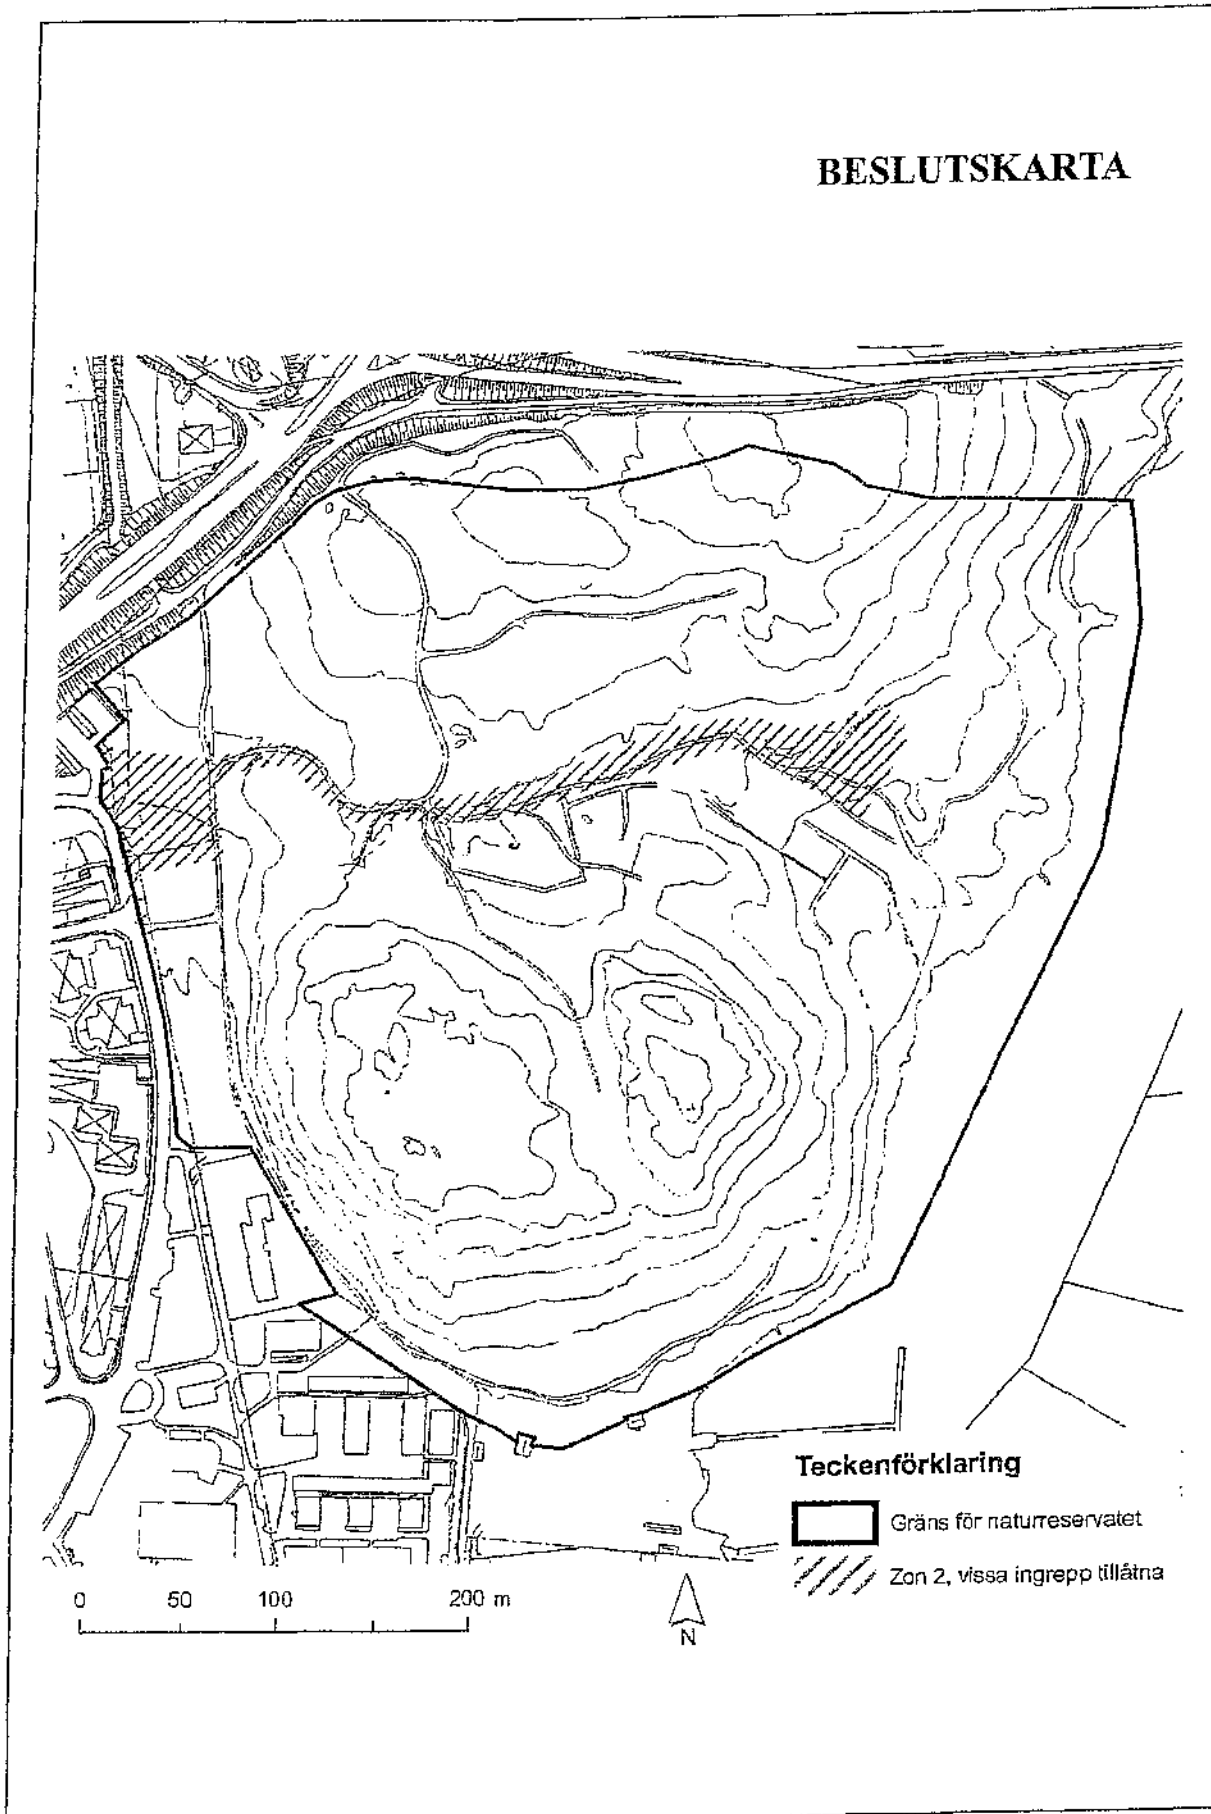 BESLUTSKARTA
Teckenförklaring
Gräns för naturreservatet
Zon 2, vissa ingrepp tillåtna
0 50 100 200 m
N